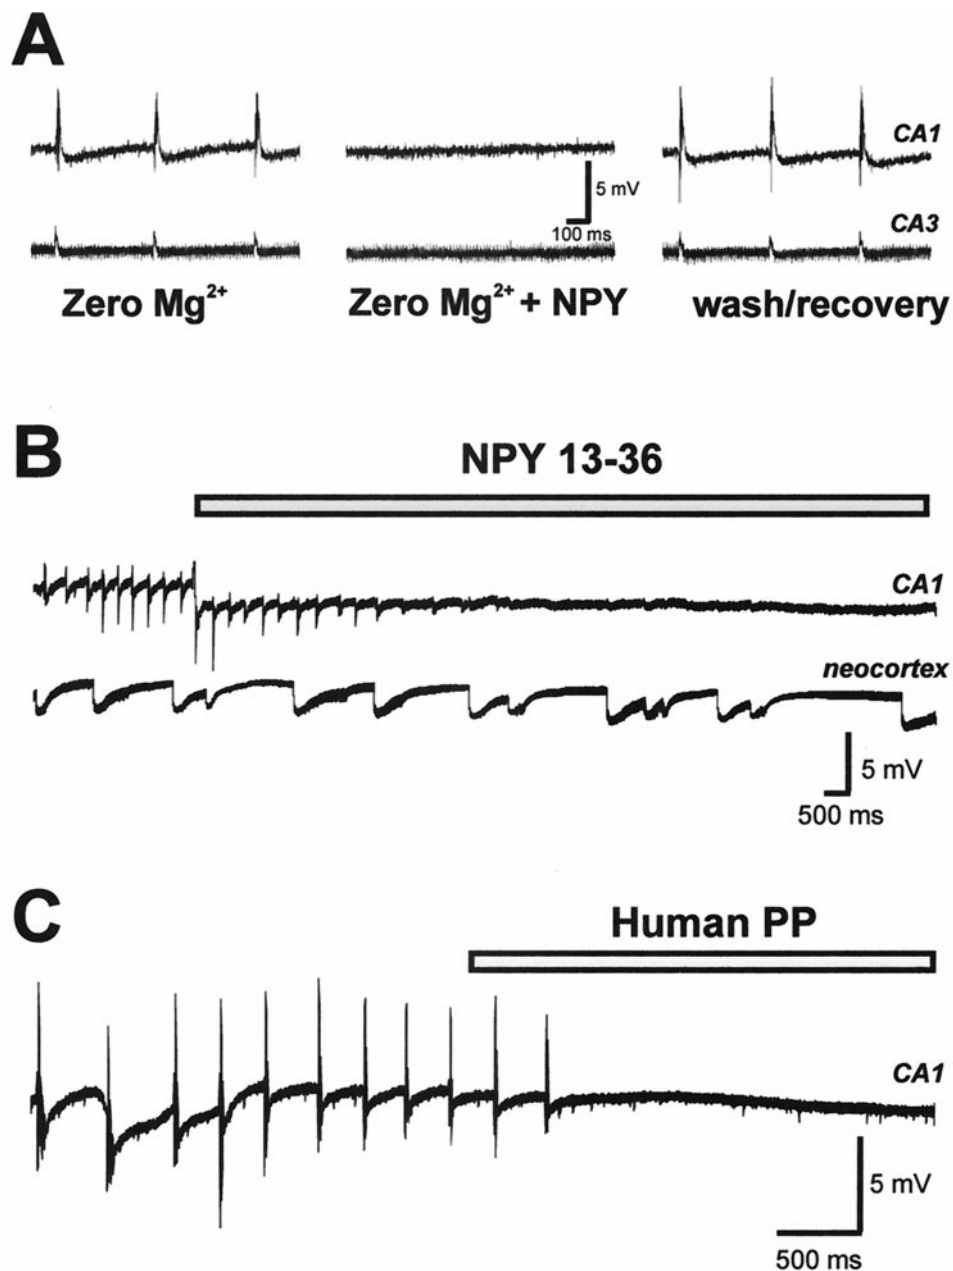 A
CA1
5 mV
100 ms
CA3
Zero Mg²⁺
Zero Mg²⁺ + NPY
wash/recovery
B
NPY 13-36
CA1
neocortex
5 mV
500 ms
C
Human PP
CA1
5 mV
500 ms